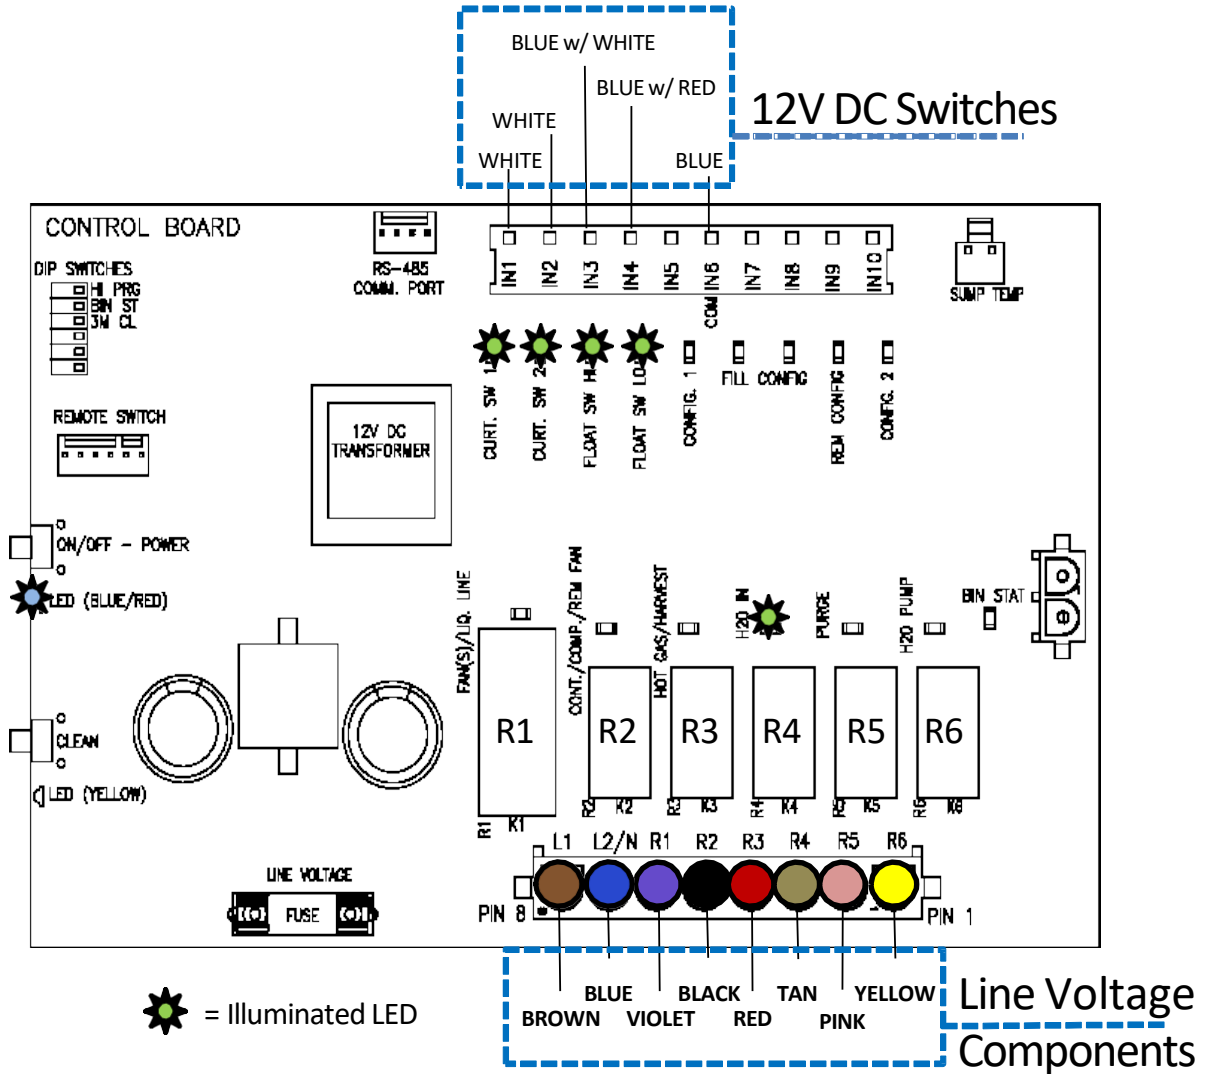 BLUE w/ WHITE
BLUE w/ RED
WHITE
WHITE
BLUE
12V DC Switches
CONTROL BOARD
DIP SWITCHES
HI PRG
BIN ST
3M CL
RS-485
COMM. PORT
IN1
IN2
IN3
IN4
IN5
IN6
IN7
IN8
IN9
IN10
COM
SUMP TEMP
CURT. SW 1
CURT. SW 2
FLOAT SW HI
FLOAT SW LO
CONFIG. 1
FILL CONFIG
REM CONFIG
CONFIG. 2
REMOTE SWITCH
12V DC
TRANSFORMER
ON/OFF - POWER
LED (BLUE/RED)
FAN(S)/LIQ. LINE
CONT./COMP./REM FAN
HOT GAS/HARVEST
H2O IN
PURGE
H2O PUMP
BIN STAT
R1
R2
R3
R4
R5
R6
CLEAN
LED (YELLOW)
R1 K1
R2 K2
R3 K3
R4 K4
R5 K5
R6 K6
L1 L2/N R1 R2 R3 R4 R5 R6
LINE VOLTAGE
FUSE
PIN 8
PIN 1
BLUE BLACK TAN YELLOW
BROWN VIOLET RED PINK
Line Voltage
Components
= Illuminated LED